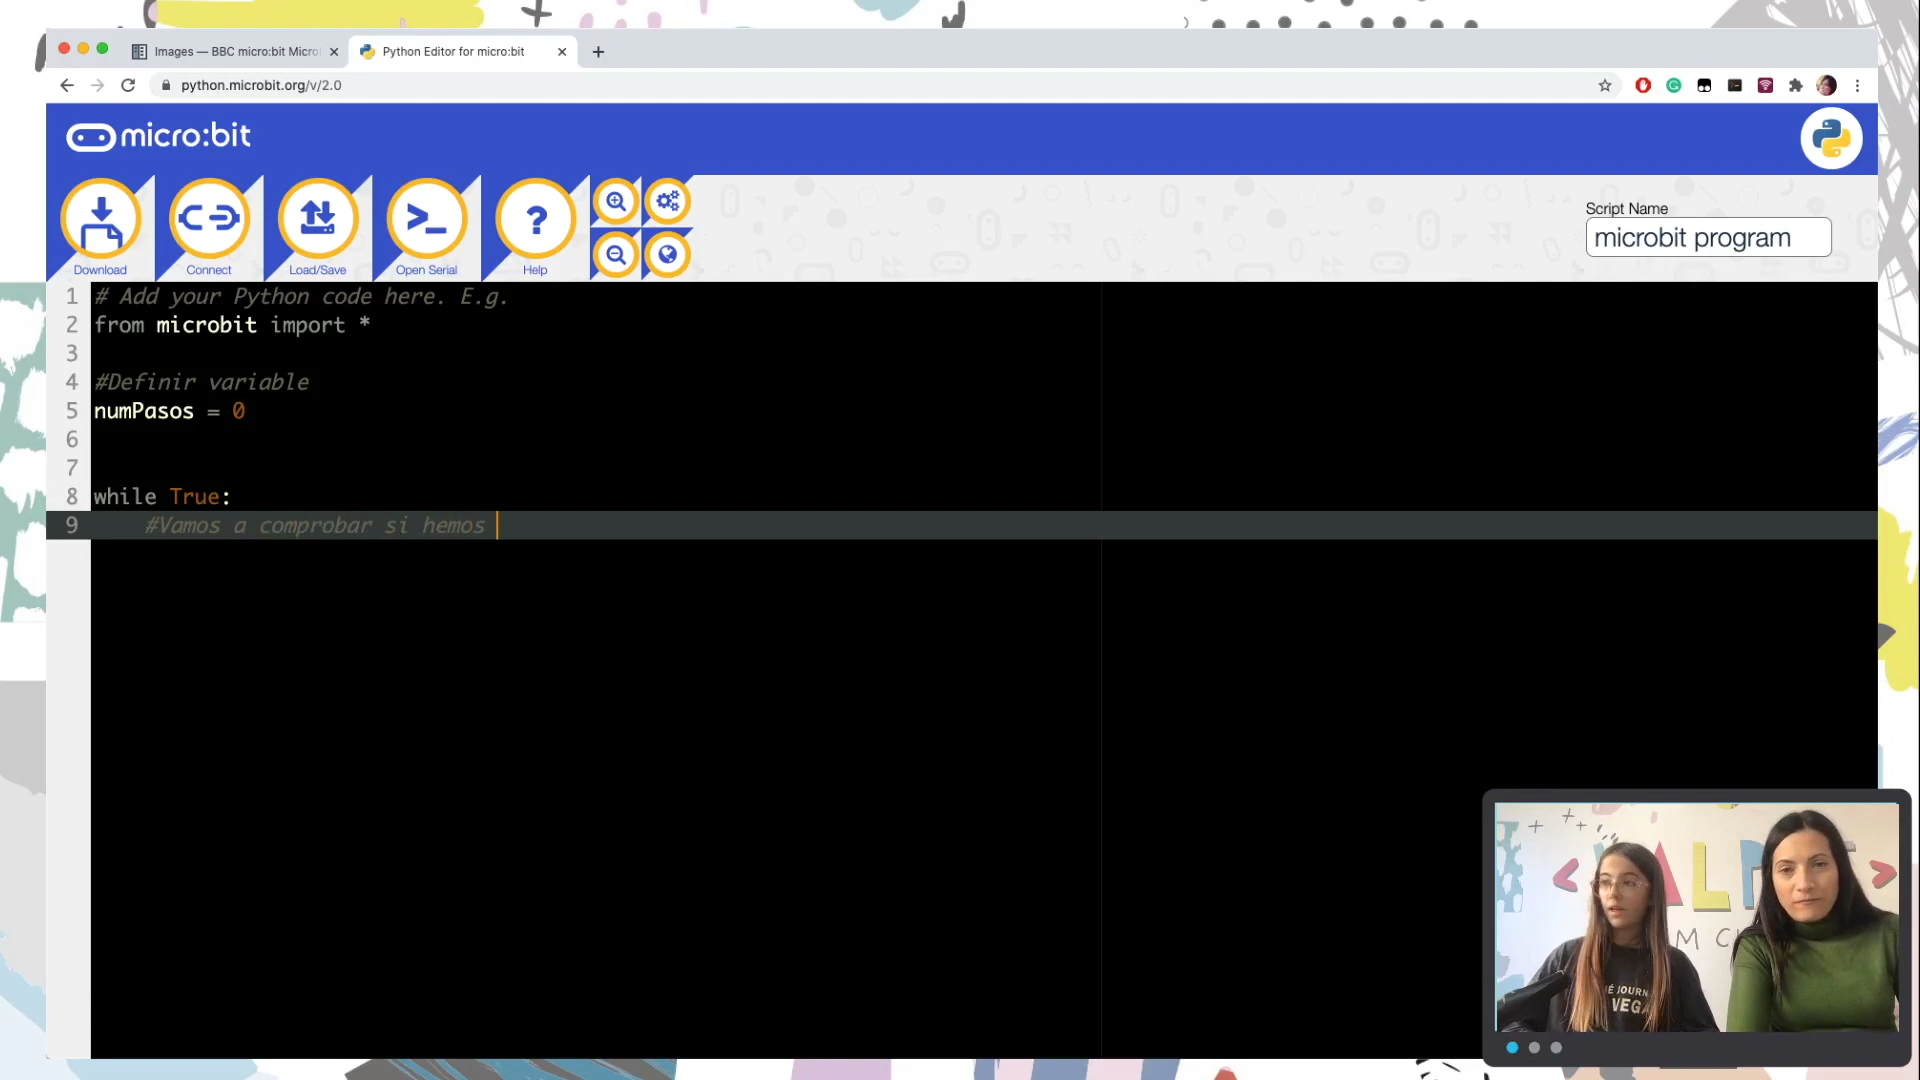 Images — BBC micro:bit Micro
Python Editor for micro:bit
python.microbit.org/v/2.0
micro:bit
Download
Connect
Load/Save
Open Serial
Help
Script Name
microbit program
1 # Add your Python code here. E.g.
2 from microbit import *
3
4 #Definir variable
5 numPasos = 0
6
7
8 while True:
9 #Vamos a comprobar si hemos